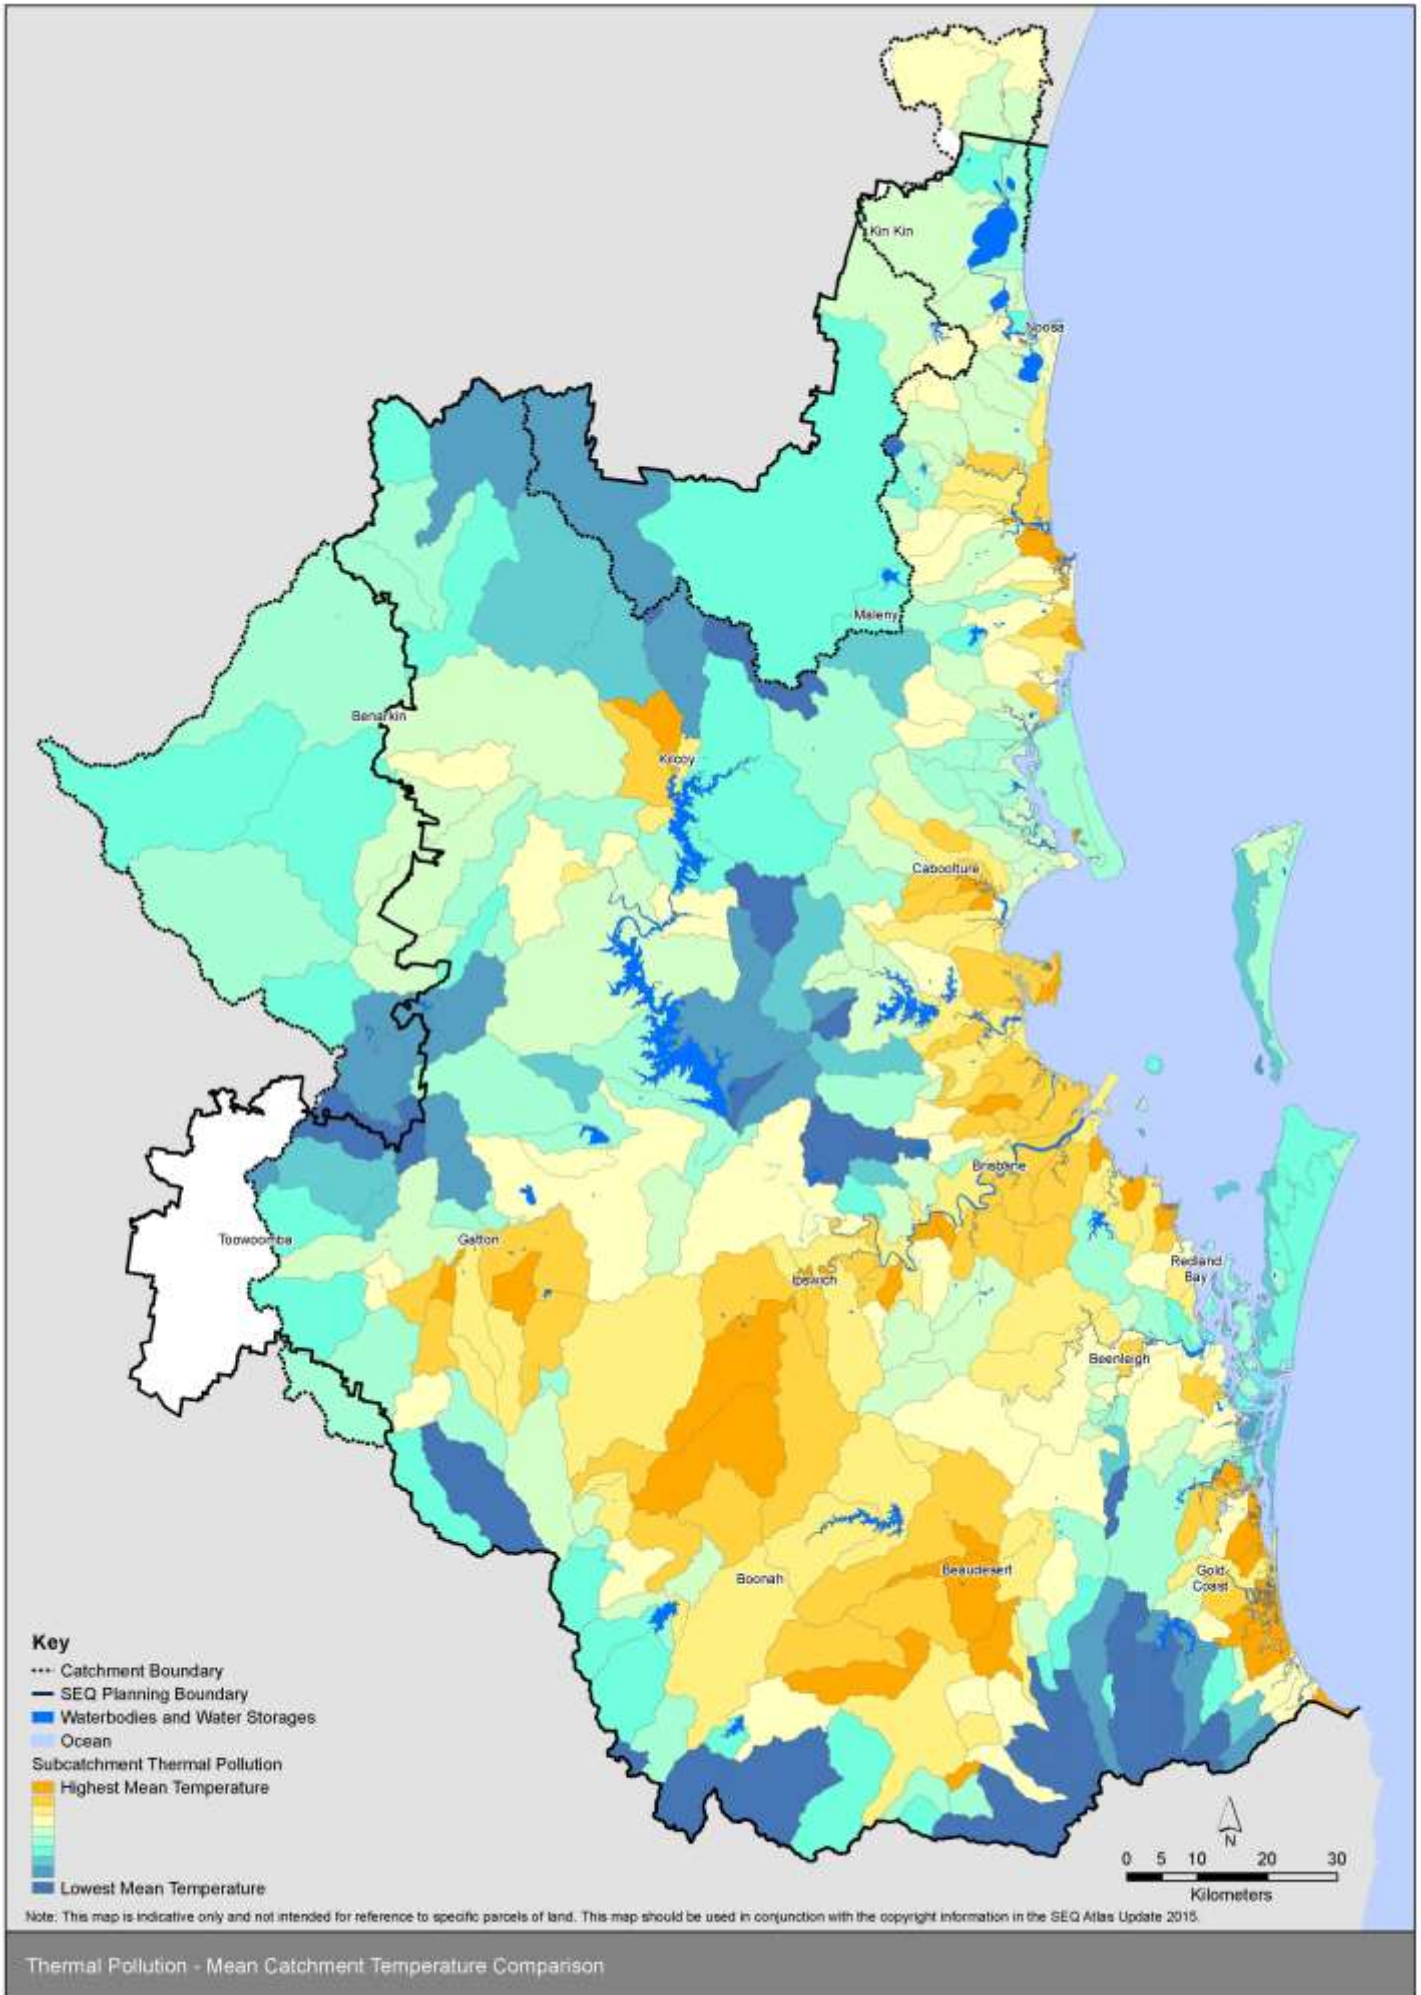 Kin Kin
Noosa
Maleny
Benarkin
Kilcoy
Caboolture
?
Brisbane
Toowoomba
Gatton
Ipswich
Redland
Bay
Beenleigh
Boonah
Beaudesert
Gold
Coast
Key
Catchment Boundary
SEQ Planning Boundary
Waterbodies and Water Storages
Ocean
Subcatchment Thermal Pollution
Highest Mean Temperature
Lowest Mean Temperature
N
0 5 10 20 30
Kilometers
Note: This map is indicative only and not intended for reference to specific parcels of land. This map should be used in conjunction with the copyright information in the SEQ Atlas Update 2015.
Thermal Pollution - Mean Catchment Temperature Comparison